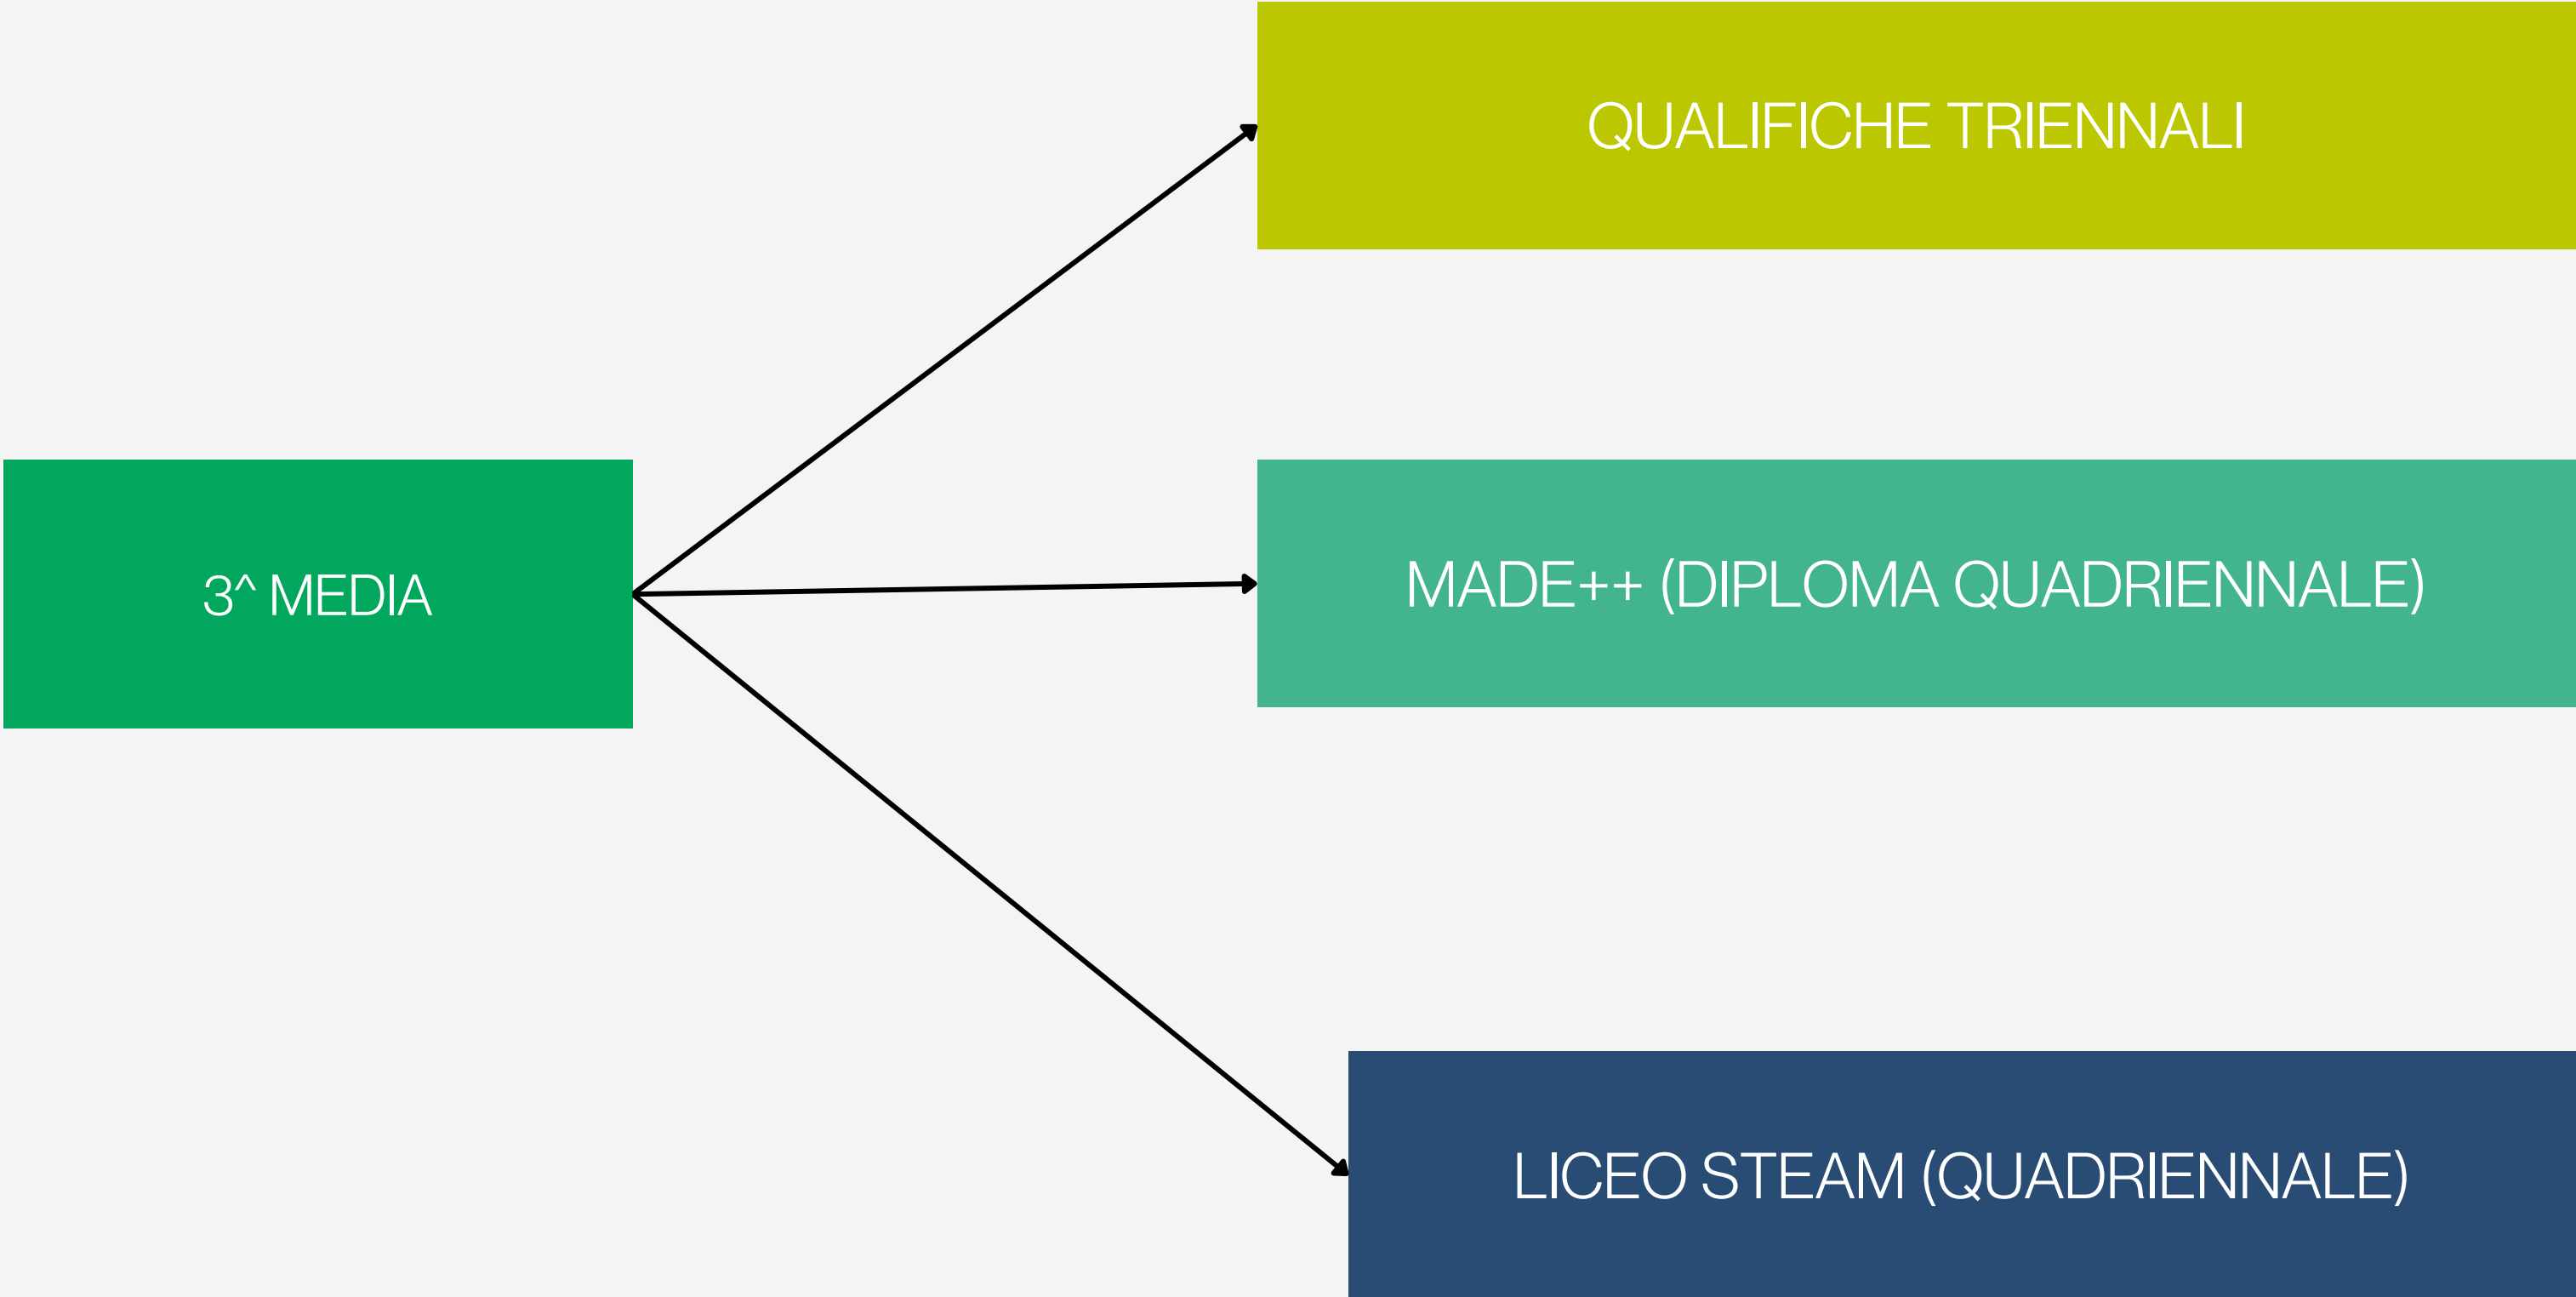 QUALIFICHE TRIENNALI
3^ MEDIA
MADE++ (DIPLOMA QUADRIENNALE)
LICEO STEAM (QUADRIENNALE)